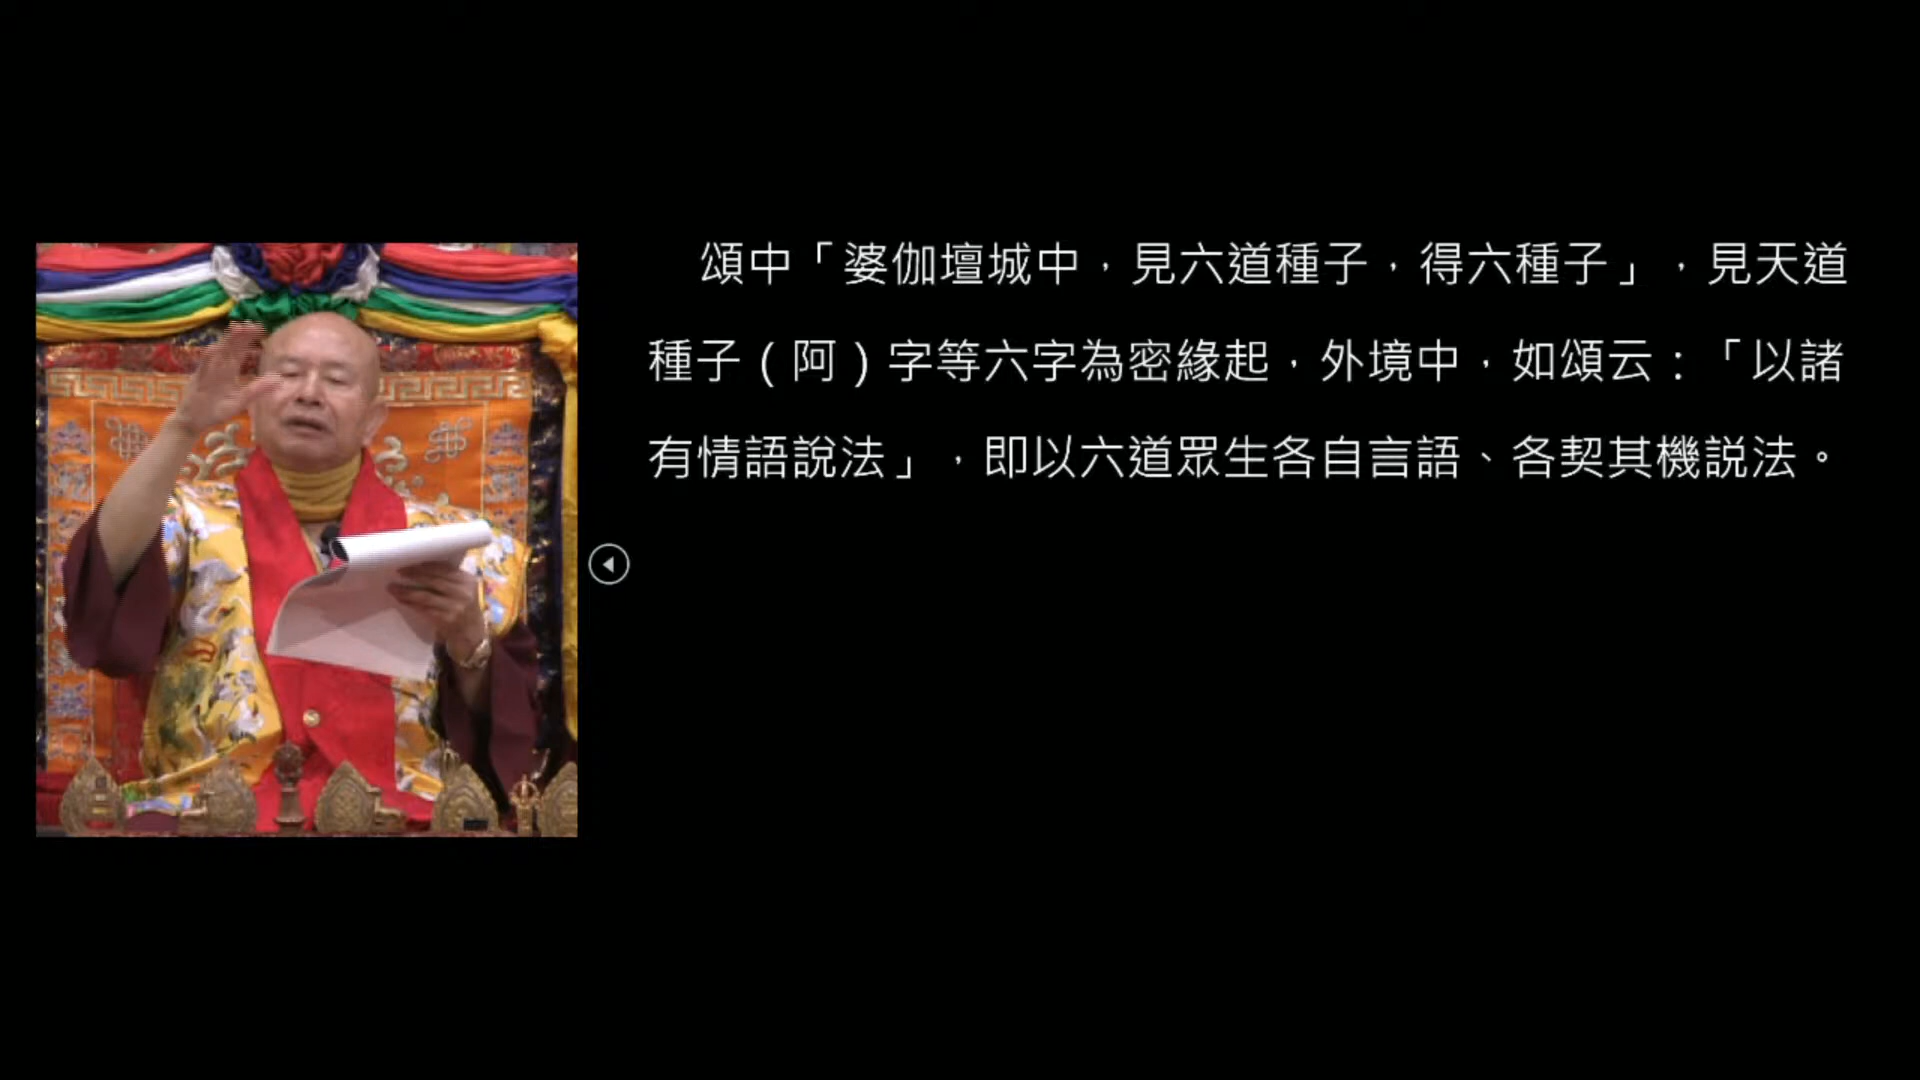 頌中「婆伽壇城中，見六道種子，得六種子」，見天道
種子（阿）字等六字為密緣起，外境中，如頌云：「以諸
有情語說法」，即以六道眾生各自言語、各契其機説法。